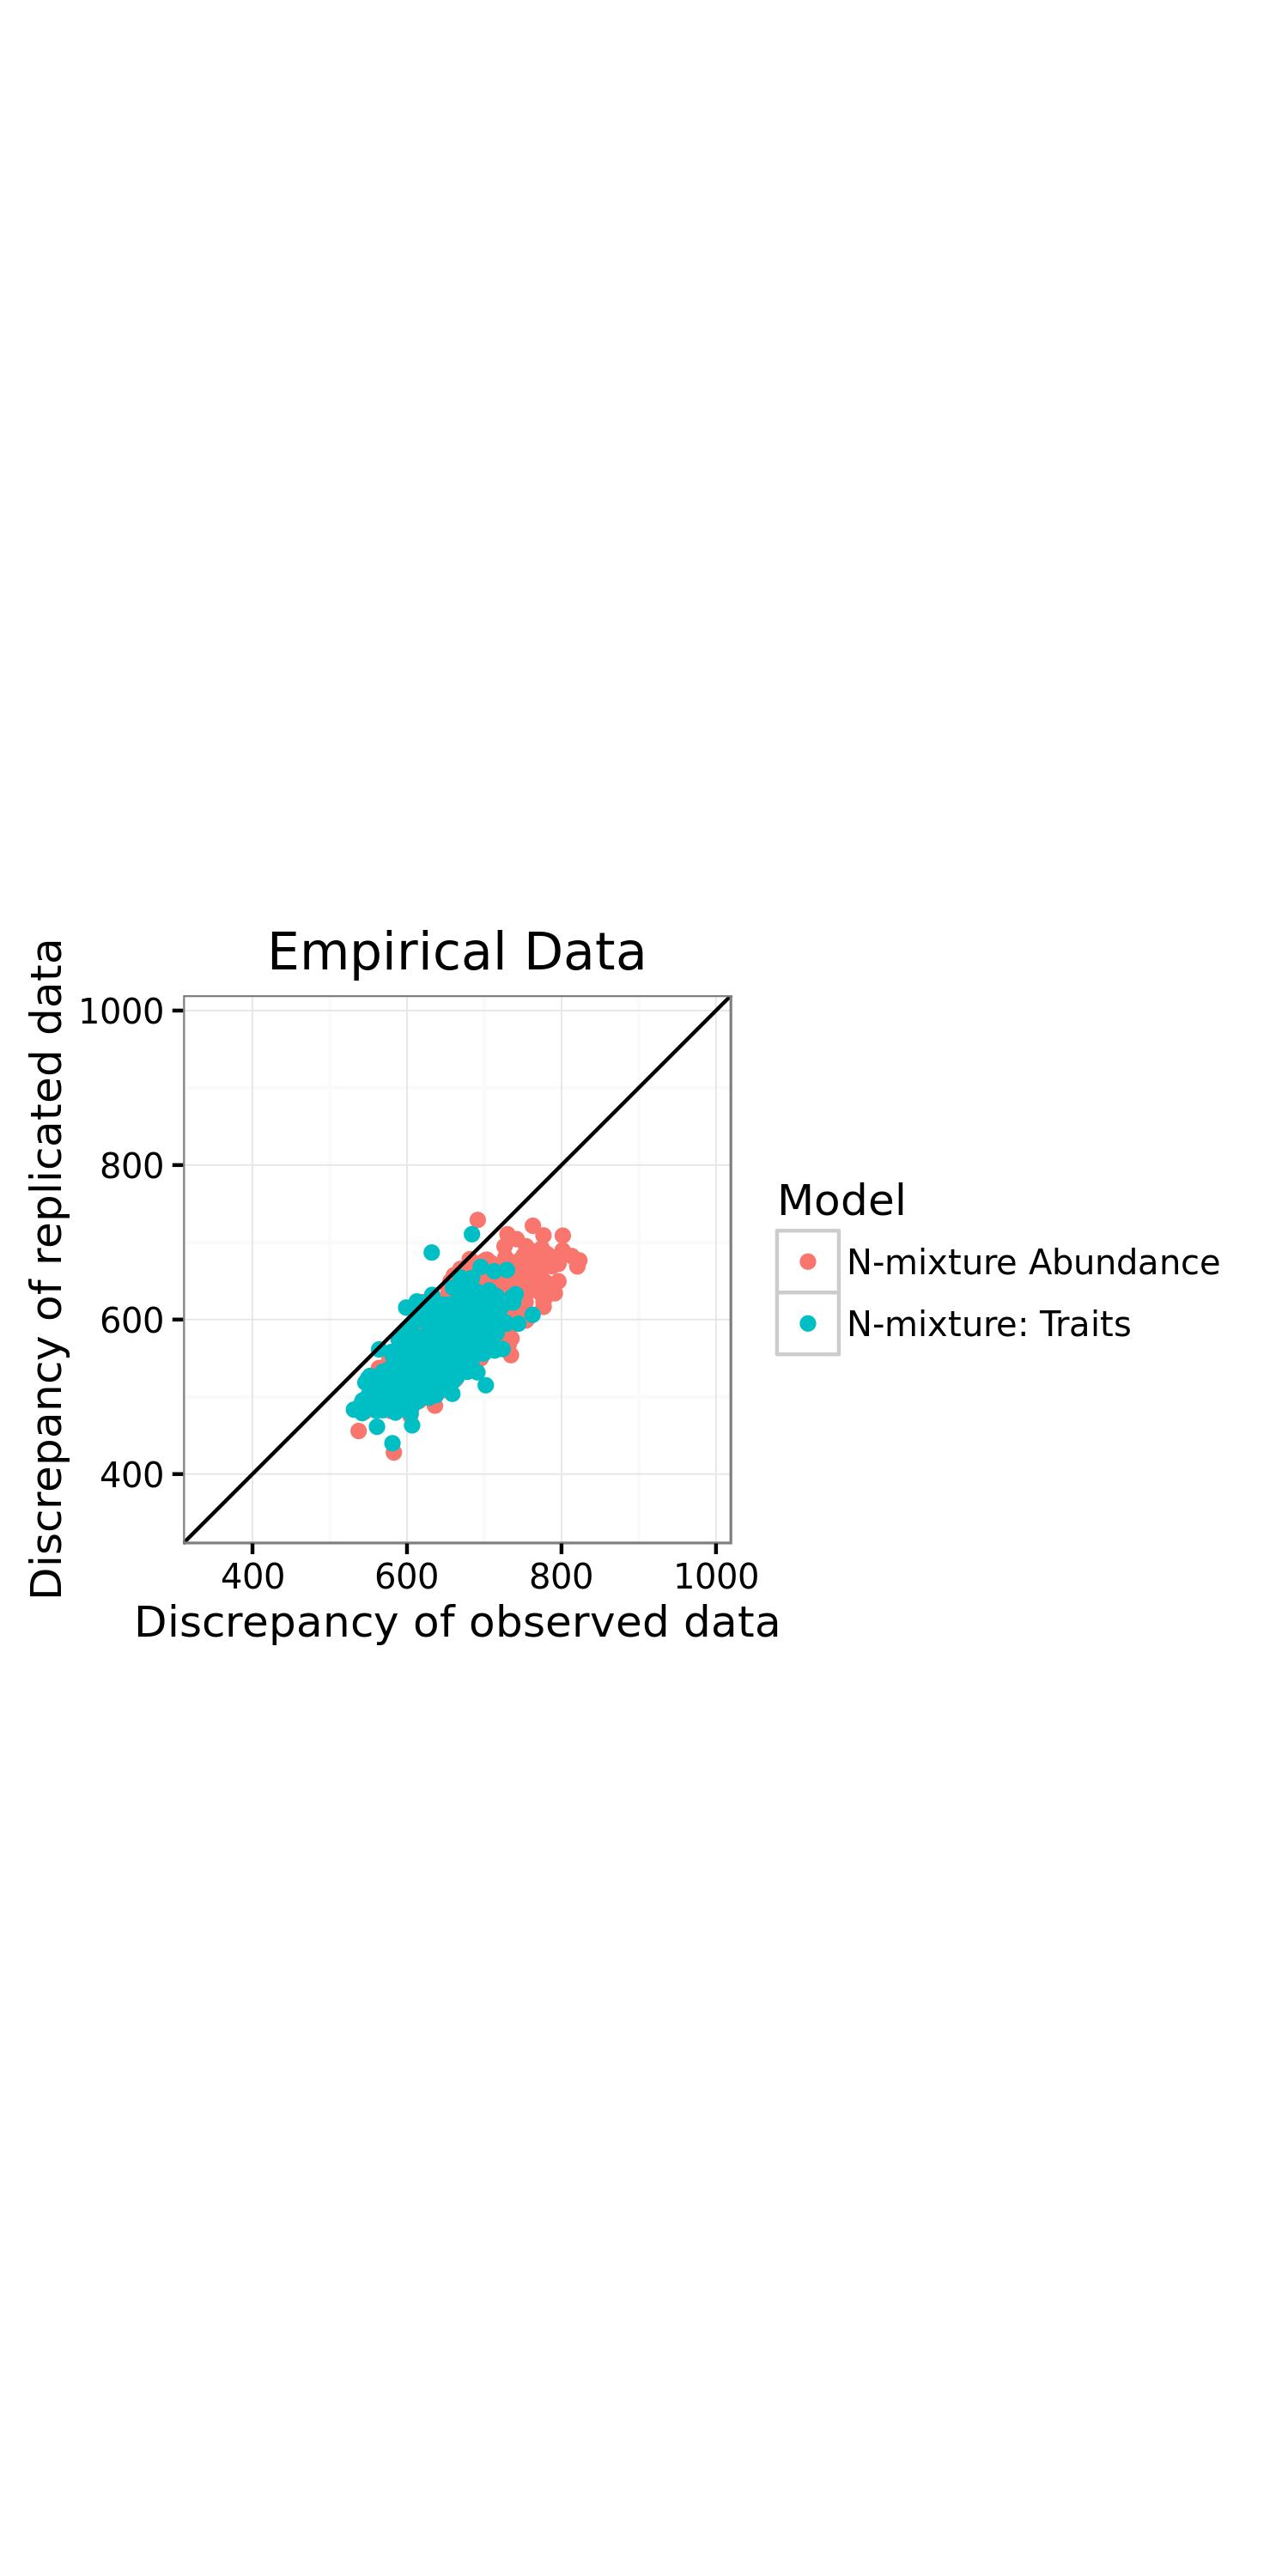 Empirical Data
Discrepancy of replicated data
1000
800
600
400
400 600 800 1000
Discrepancy of observed data
Model
N-mixture Abundance
N-mixture: Traits